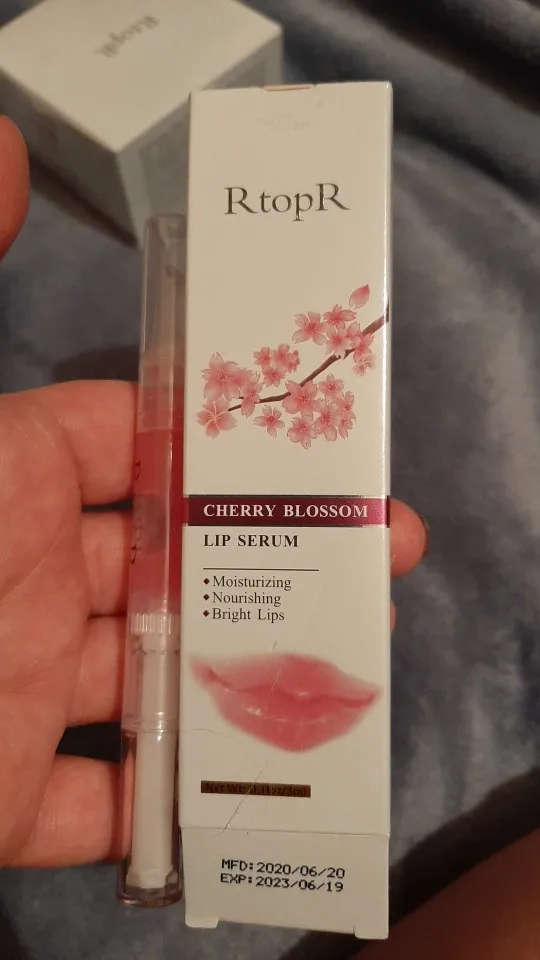 RtopR
RtopR
CHERRY BLOSSOM
LIP SERUM
Moisturizing
Nourishing
Bright Lips
MFD:2020/06/20
EXP:2023/06/19